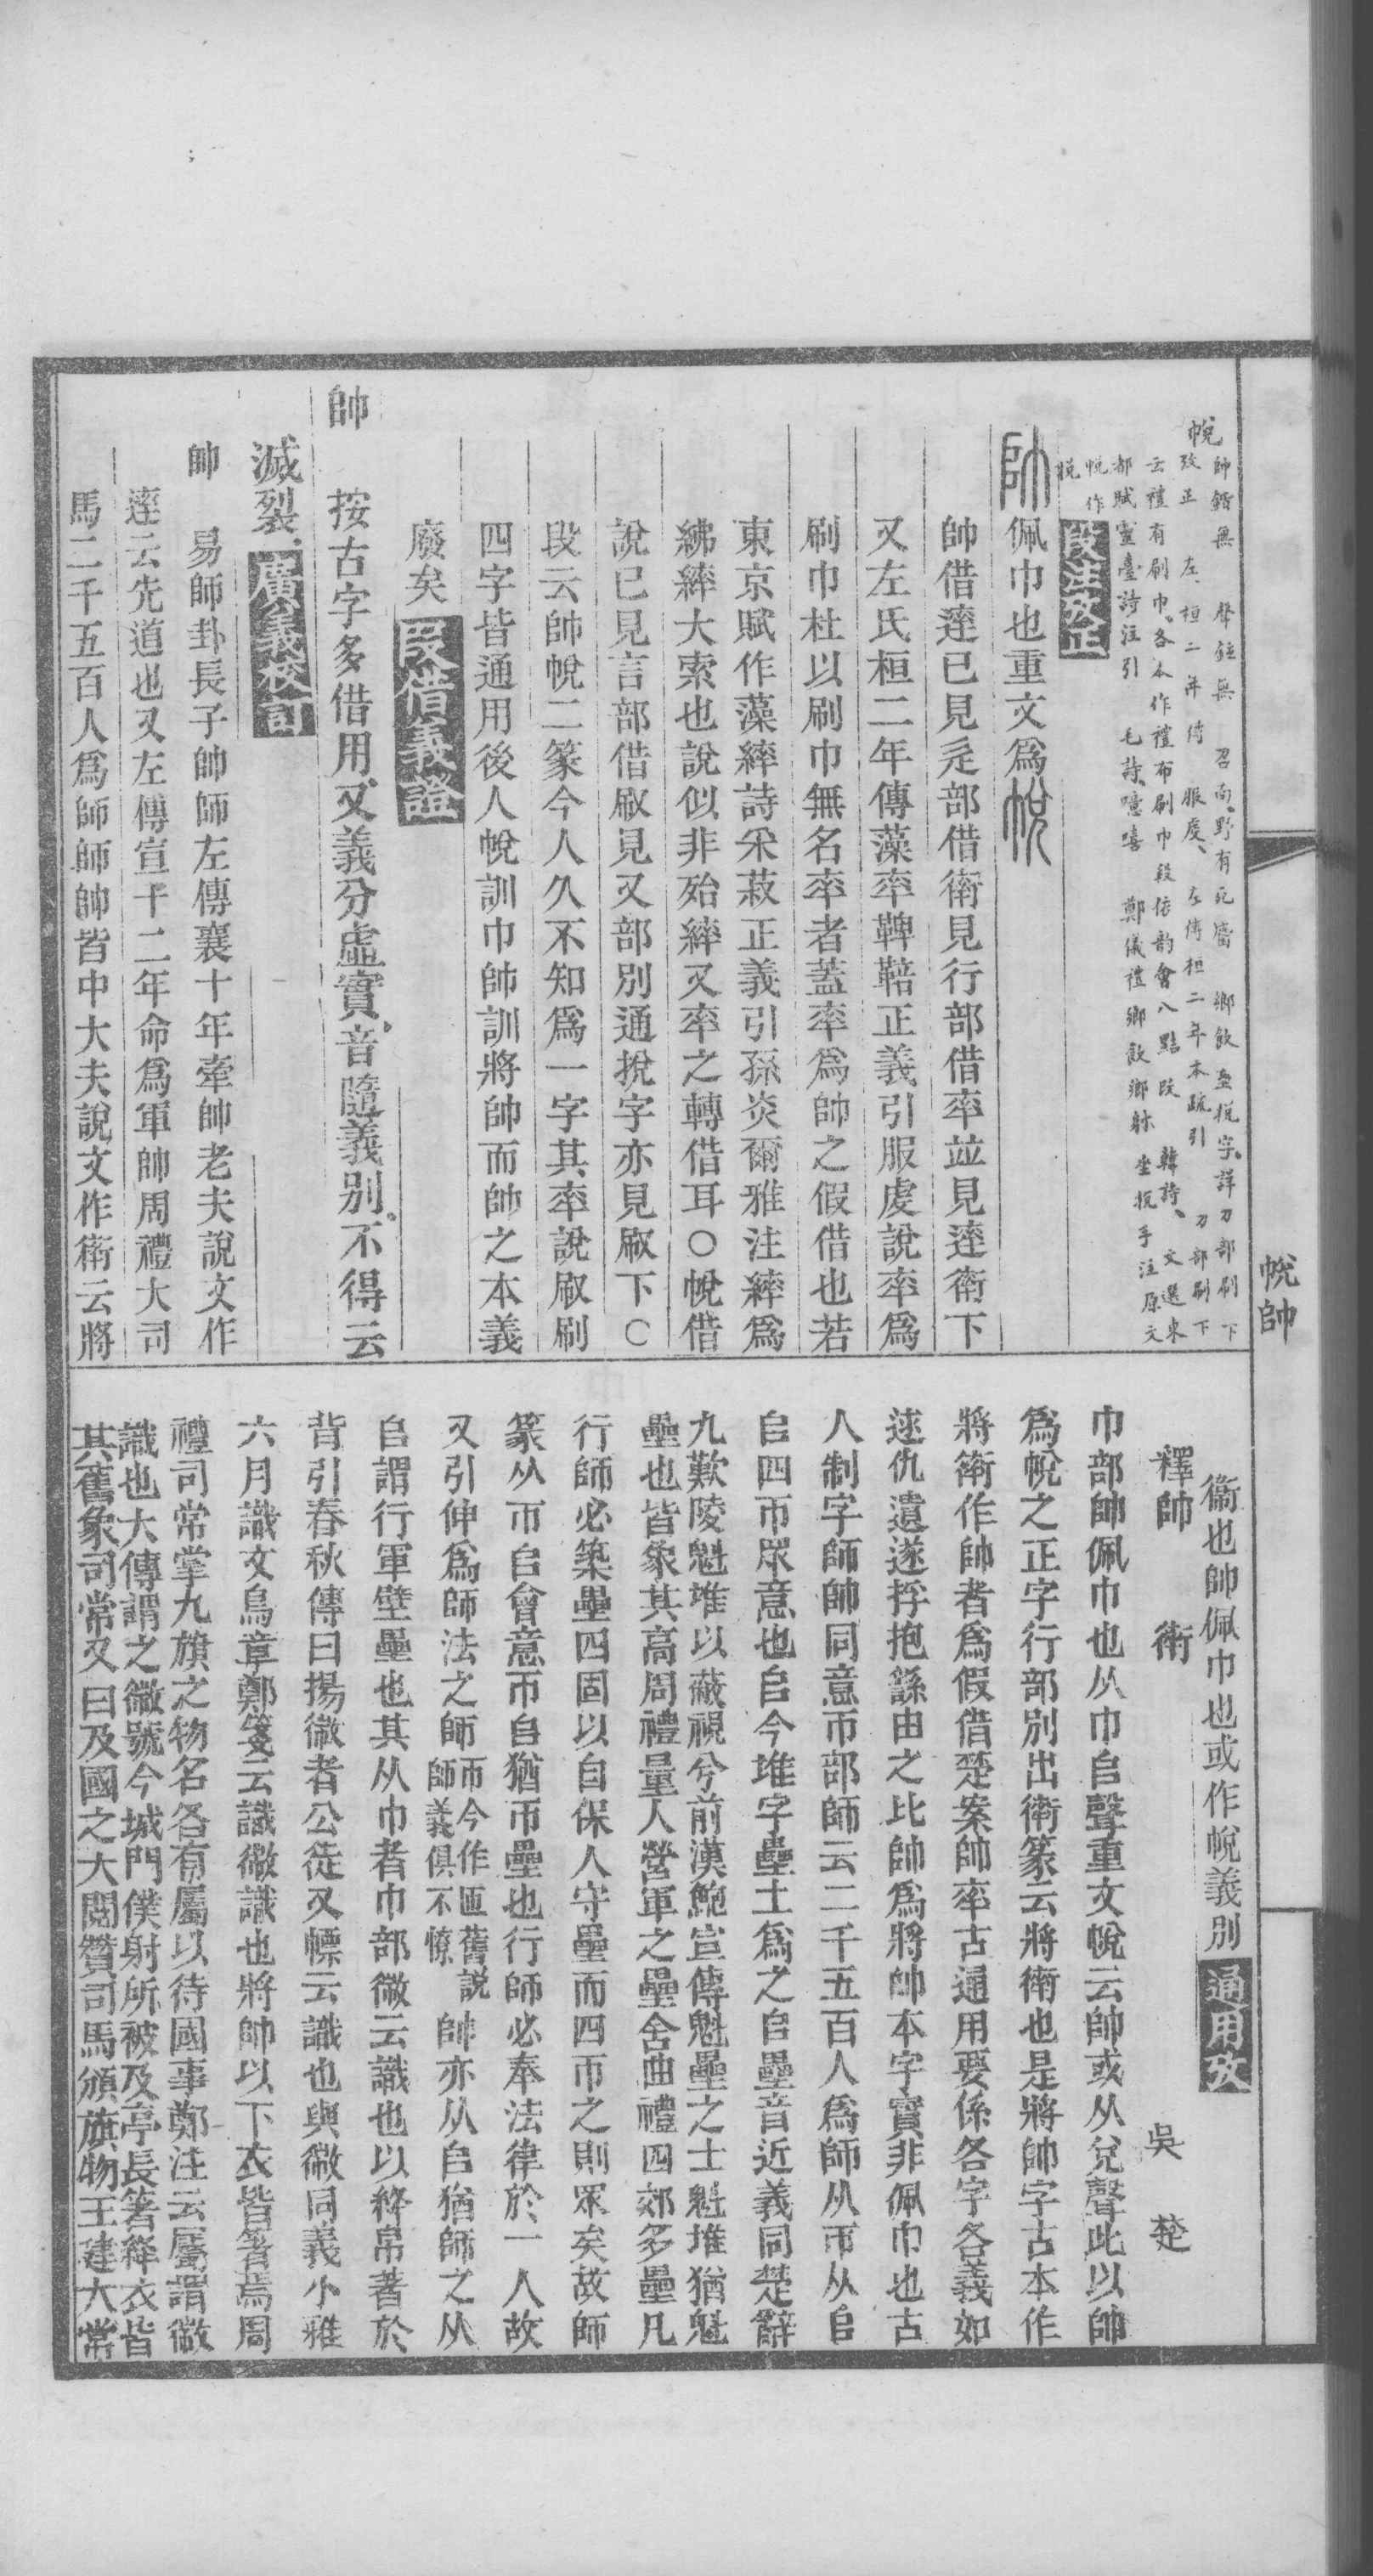 帨帥
帨
帥鍇無 聲鉉無 召南、野有死麕 鄉飲 帨字、詳刀部刷下
攷正 左、桓二年傳 服虔、左傳桓二年本疏引 刀部刷下
云禮有刷巾、各本作禮布刷巾段依韵會八黠改 韓詩、文選東
都賦靈臺詩注引 毛詩、噫嘻 鄭儀禮鄉飲鄉射 坐挩手注原文
帨作
悅
段注攷正
帥佩巾也重文爲帨
帥借達已見辵部借衛見行部借率竝見達衛下
又左氏桓二年傳藻率鞞鞛正義引服虔說率爲
刷巾杜以刷巾無名率者蓋率爲帥之假借也若
東京賦作藻繂詩采菽正義引孫炎爾雅注繂爲
紼繂大索也說似非殆繂又率之轉借耳○帨借
說已見言部借㕞見又部別通挩字亦見㕞下○
段云帥帨二篆今人久不知爲一字其率說㕞刷
四字皆通用後人帨訓巾帥訓將帥而帥之本義
廢矣
段借義證
帥 按古字多借用、又義分虛實、音隨義別、不得云
滅裂、
廣義校訂
帥 易師卦長子帥師左傳襄十年牽帥老夫說文作
達云先道也又左傳宣十二年命爲軍帥周禮大司
馬二千五百人爲師師帥皆中大夫說文作衛云將
衞也帥佩巾也或作帨義別
通用攷
釋帥 衛 吳楚
巾部帥佩巾也从巾𠂤聲重文帨云帥或从兌聲此以帥
爲帨之正字行部別出衛篆云將衛也是將帥字古本作
將衛作帥者爲假借楚案帥率古通用要係各字各義如
逑仇遺遂捊抱繇由之比帥爲將帥本字實非佩巾也古
人制字師帥同意帀部師云二千五百人爲師从帀从𠂤
𠂤四帀眾意也𠂤今堆字壘土爲之𠂤壘音近義同楚辭
九歎陵魁堆以蔽視兮前漢鮑宣傳魁壘之士魁堆猶魁
壘也皆象其高周禮量人營軍之壘舍曲禮四郊多壘凡
行師必築壘四固以自保人守壘而四帀之則眾矣故師
篆从帀𠂤會意帀𠂤猶帀壘也行師必奉法律於一人故
又引伸爲師法之師帀今作匝舊說師義俱不憭帥亦从𠂤猶師之从
𠂤謂行軍壁壘也其从巾者巾部微云識也以絳帛著於
背引春秋傳曰揚徽者公徒又幖云識也與微同義小雅
六月識文鳥章鄭箋云識徽識也將帥以下衣皆著焉周
禮司常掌九旗之物名各有屬以待國事鄭注云屬謂徽
識也大傳謂之徽號今城門僕射所被及亭長著絳衣皆
其舊象司常又曰及國之大閱贊司馬頒旗物王建大常